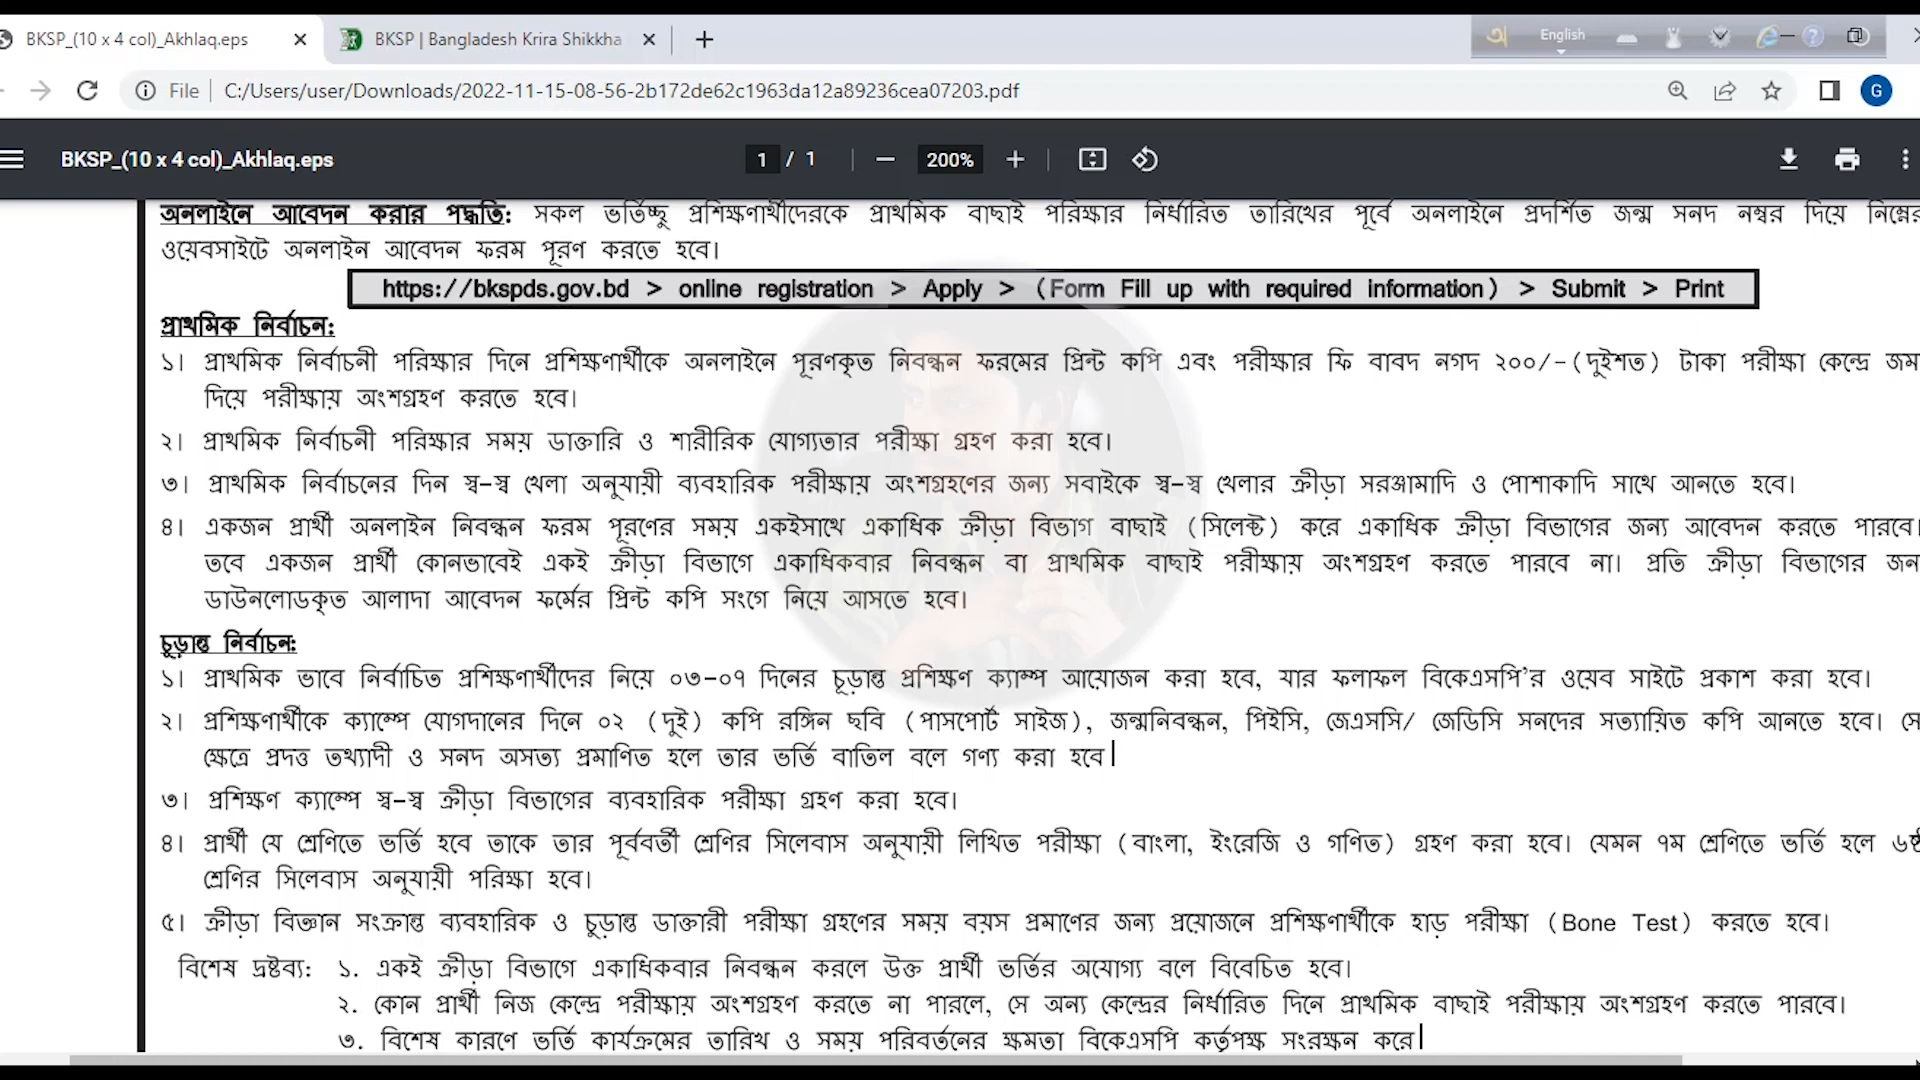 BKSP_(10 x 4 col)_Akhlaq.eps
BKSP | Bangladesh Krira Shikkha
English
File C:/Users/user/Downloads/2022-11-15-08-56-2b172de62c1963da12a89236cea07203.pdf
G
BKSP_(10 x 4 col)_Akhlaq.eps
1 / 1
200%
অনলাইনে আবেদন করার পদ্ধতি: সকল ভর্তিচ্ছু প্রশিক্ষণার্থীদেরকে প্রাথমিক বাছাই পরিক্ষার নির্ধারিত তারিখের পূর্বে অনলাইনে প্রদর্শিত জন্ম সনদ নম্বর দিয়ে নিম্নের
ওয়েবসাইটে অনলাইন আবেদন ফরম পূরণ করতে হবে।
https://bkspds.gov.bd > online registration > Apply > (Form Fill up with required information) > Submit > Print
প্রাথমিক নির্বাচন:
১। প্রাথমিক নির্বাচনী পরিক্ষার দিনে প্রশিক্ষণার্থীকে অনলাইনে পূরণকৃত নিবন্ধন ফরমের প্রিন্ট কপি এবং পরীক্ষার ফি বাবদ নগদ ২০০/-(দুইশত) টাকা পরীক্ষা কেন্দ্রে জম
দিয়ে পরীক্ষায় অংশগ্রহণ করতে হবে।
২। প্রাথমিক নির্বাচনী পরিক্ষার সময় ডাক্তারি ও শারীরিক যোগ্যতার পরীক্ষা গ্রহণ করা হবে।
৩। প্রাথমিক নির্বাচনের দিন স্ব-স্ব খেলা অনুযায়ী ব্যবহারিক পরীক্ষায় অংশগ্রহণের জন্য সবাইকে স্ব-স্ব খেলার ক্রীড়া সরঞ্জামাদি ও পোশাকাদি সাথে আনতে হবে।
৪। একজন প্রার্থী অনলাইন নিবন্ধন ফরম পূরণের সময় একইসাথে একাধিক ক্রীড়া বিভাগ বাছাই (সিলেক্ট) করে একাধিক ক্রীড়া বিভাগের জন্য আবেদন করতে পারবে।
তবে একজন প্রার্থী কোনভাবেই একই ক্রীড়া বিভাগে একাধিকবার নিবন্ধন বা প্রাথমিক বাছাই পরীক্ষায় অংশগ্রহণ করতে পারবে না। প্রতি ক্রীড়া বিভাগের জন
ডাউনলোডকৃত আলাদা আবেদন ফর্মের প্রিন্ট কপি সংগে নিয়ে আসতে হবে।
চূড়ান্ত নির্বাচন:
১। প্রাথমিক ভাবে নির্বাচিত প্রশিক্ষণার্থীদের নিয়ে ০৩-০৭ দিনের চূড়ান্ত প্রশিক্ষণ ক্যাম্প আয়োজন করা হবে, যার ফলাফল বিকেএসপি’র ওয়েব সাইটে প্রকাশ করা হবে।
২। প্রশিক্ষণার্থীকে ক্যাম্পে যোগদানের দিনে ০২ (দুই) কপি রঙ্গিন ছবি (পাসপোর্ট সাইজ), জন্মনিবন্ধন, পিইসি, জেএসসি/ জেডিসি সনদের সত্যায়িত কপি আনতে হবে। সে
ক্ষেত্রে প্রদত্ত তথ্যাদী ও সনদ অসত্য প্রমাণিত হলে তার ভর্তি বাতিল বলে গণ্য করা হবে|
৩। প্রশিক্ষণ ক্যাম্পে স্ব-স্ব ক্রীড়া বিভাগের ব্যবহারিক পরীক্ষা গ্রহণ করা হবে।
৪। প্রার্থী যে শ্রেণিতে ভর্তি হবে তাকে তার পূর্ববর্তী শ্রেণির সিলেবাস অনুযায়ী লিখিত পরীক্ষা (বাংলা, ইংরেজি ও গণিত) গ্রহণ করা হবে। যেমন ৭ম শ্রেণিতে ভর্তি হলে ৬ষ্ঠ
শ্রেণির সিলেবাস অনুযায়ী পরিক্ষা হবে।
৫। ক্রীড়া বিজ্ঞান সংক্রান্ত ব্যবহারিক ও চুড়ান্ত ডাক্তারী পরীক্ষা গ্রহণের সময় বয়স প্রমাণের জন্য প্রয়োজনে প্রশিক্ষণার্থীকে হাড় পরীক্ষা (Bone Test) করতে হবে।
বিশেষ দ্রষ্টব্য: ১. একই ক্রীড়া বিভাগে একাধিকবার নিবন্ধন করলে উক্ত প্রার্থী ভর্তির অযোগ্য বলে বিবেচিত হবে।
২. কোন প্রার্থী নিজ কেন্দ্রে পরীক্ষায় অংশগ্রহণ করতে না পারলে, সে অন্য কেন্দ্রের নির্ধারিত দিনে প্রাথমিক বাছাই পরীক্ষায় অংশগ্রহণ করতে পারবে।
৩. বিশেষ কারণে ভর্তি কার্যক্রমের তারিখ ও সময় পরিবর্তনের ক্ষমতা বিকেএসপি কর্তৃপক্ষ সংরক্ষন করে|